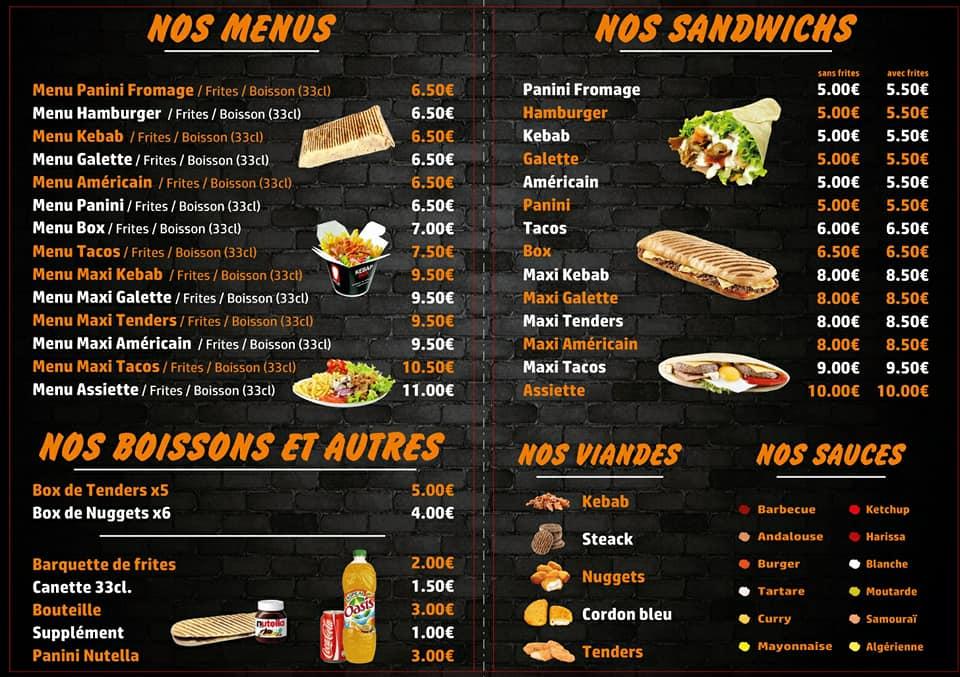 NOS MENUS
Menu Panini Fromage / Frites / Boisson (33cl) 6.50€
Menu Hamburger / Frites / Boisson (33cl) 6.50€
Menu Kebab / Frites / Boisson (33cl) 6.50€
Menu Galette / Frites / Boisson (33cl) 6.50€
Menu Américain / Frites / Boisson (33cl) 6.50€
Menu Panini / Frites / Boisson (33cl) 6.50€
Menu Box / Frites / Boisson (33cl) 7.00€
Menu Tacos / Frites / Boisson (33cl) 7.50€
Menu Maxi Kebab / Frites / Boisson (33cl) 9.50€
Menu Maxi Galette / Frites / Boisson (33cl) 9.50€
Menu Maxi Tenders / Frites / Boisson (33cl) 9.50€
Menu Maxi Américain / Frites / Boisson (33cl) 9.50€
Menu Maxi Tacos / Frites / Boisson (33cl) 10.50€
Menu Assiette / Frites / Boisson (33cl) 11.00€
KEBAP
NOS BOISSONS ET AUTRES
Box de Tenders x5 5.00€
Box de Nuggets x6 4.00€
Barquette de frites 2.00€
Canette 33cl. 1.50€
Bouteille 3.00€
Supplément 1.00€
Panini Nutella 3.00€
nutella
Coca-Cola
Oasis
NOS SANDWICHS
sans frites avec frites
Panini Fromage 5.00€ 5.50€
Hamburger 5.00€ 5.50€
Kebab 5.00€ 5.50€
Galette 5.00€ 5.50€
Américain 5.00€ 5.50€
Panini 5.00€ 5.50€
Tacos 6.00€ 6.50€
Box 6.50€ 6.50€
Maxi Kebab 8.00€ 8.50€
Maxi Galette 8.00€ 8.50€
Maxi Tenders 8.00€ 8.50€
Maxi Américain 8.00€ 8.50€
Maxi Tacos 9.00€ 9.50€
Assiette 10.00€ 10.00€
NOS VIANDES
Kebab
Steack
Nuggets
Cordon bleu
Tenders
NOS SAUCES
Barbecue Ketchup
Andalouse Harissa
Burger Blanche
Tartare Moutarde
Curry Samouraï
Mayonnaise Algérienne